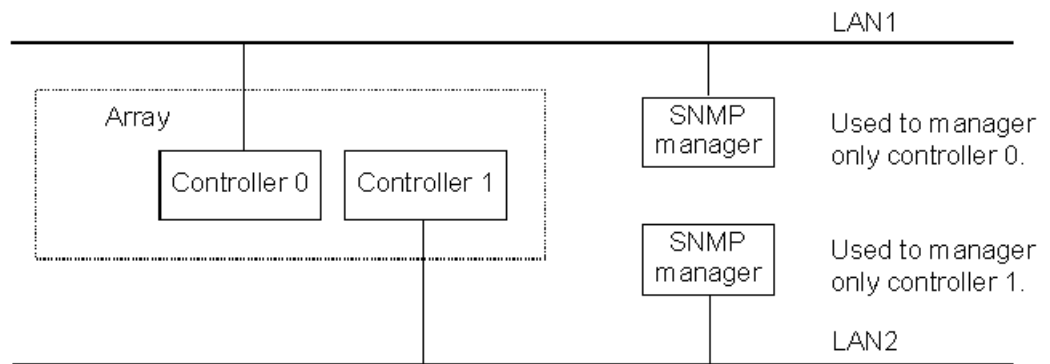 LAN1
Array
Controller 0
Controller 1
SNMP
manager
Used to manager
only controller 0.
SNMP
manager
Used to manager
only controller 1.
LAN2